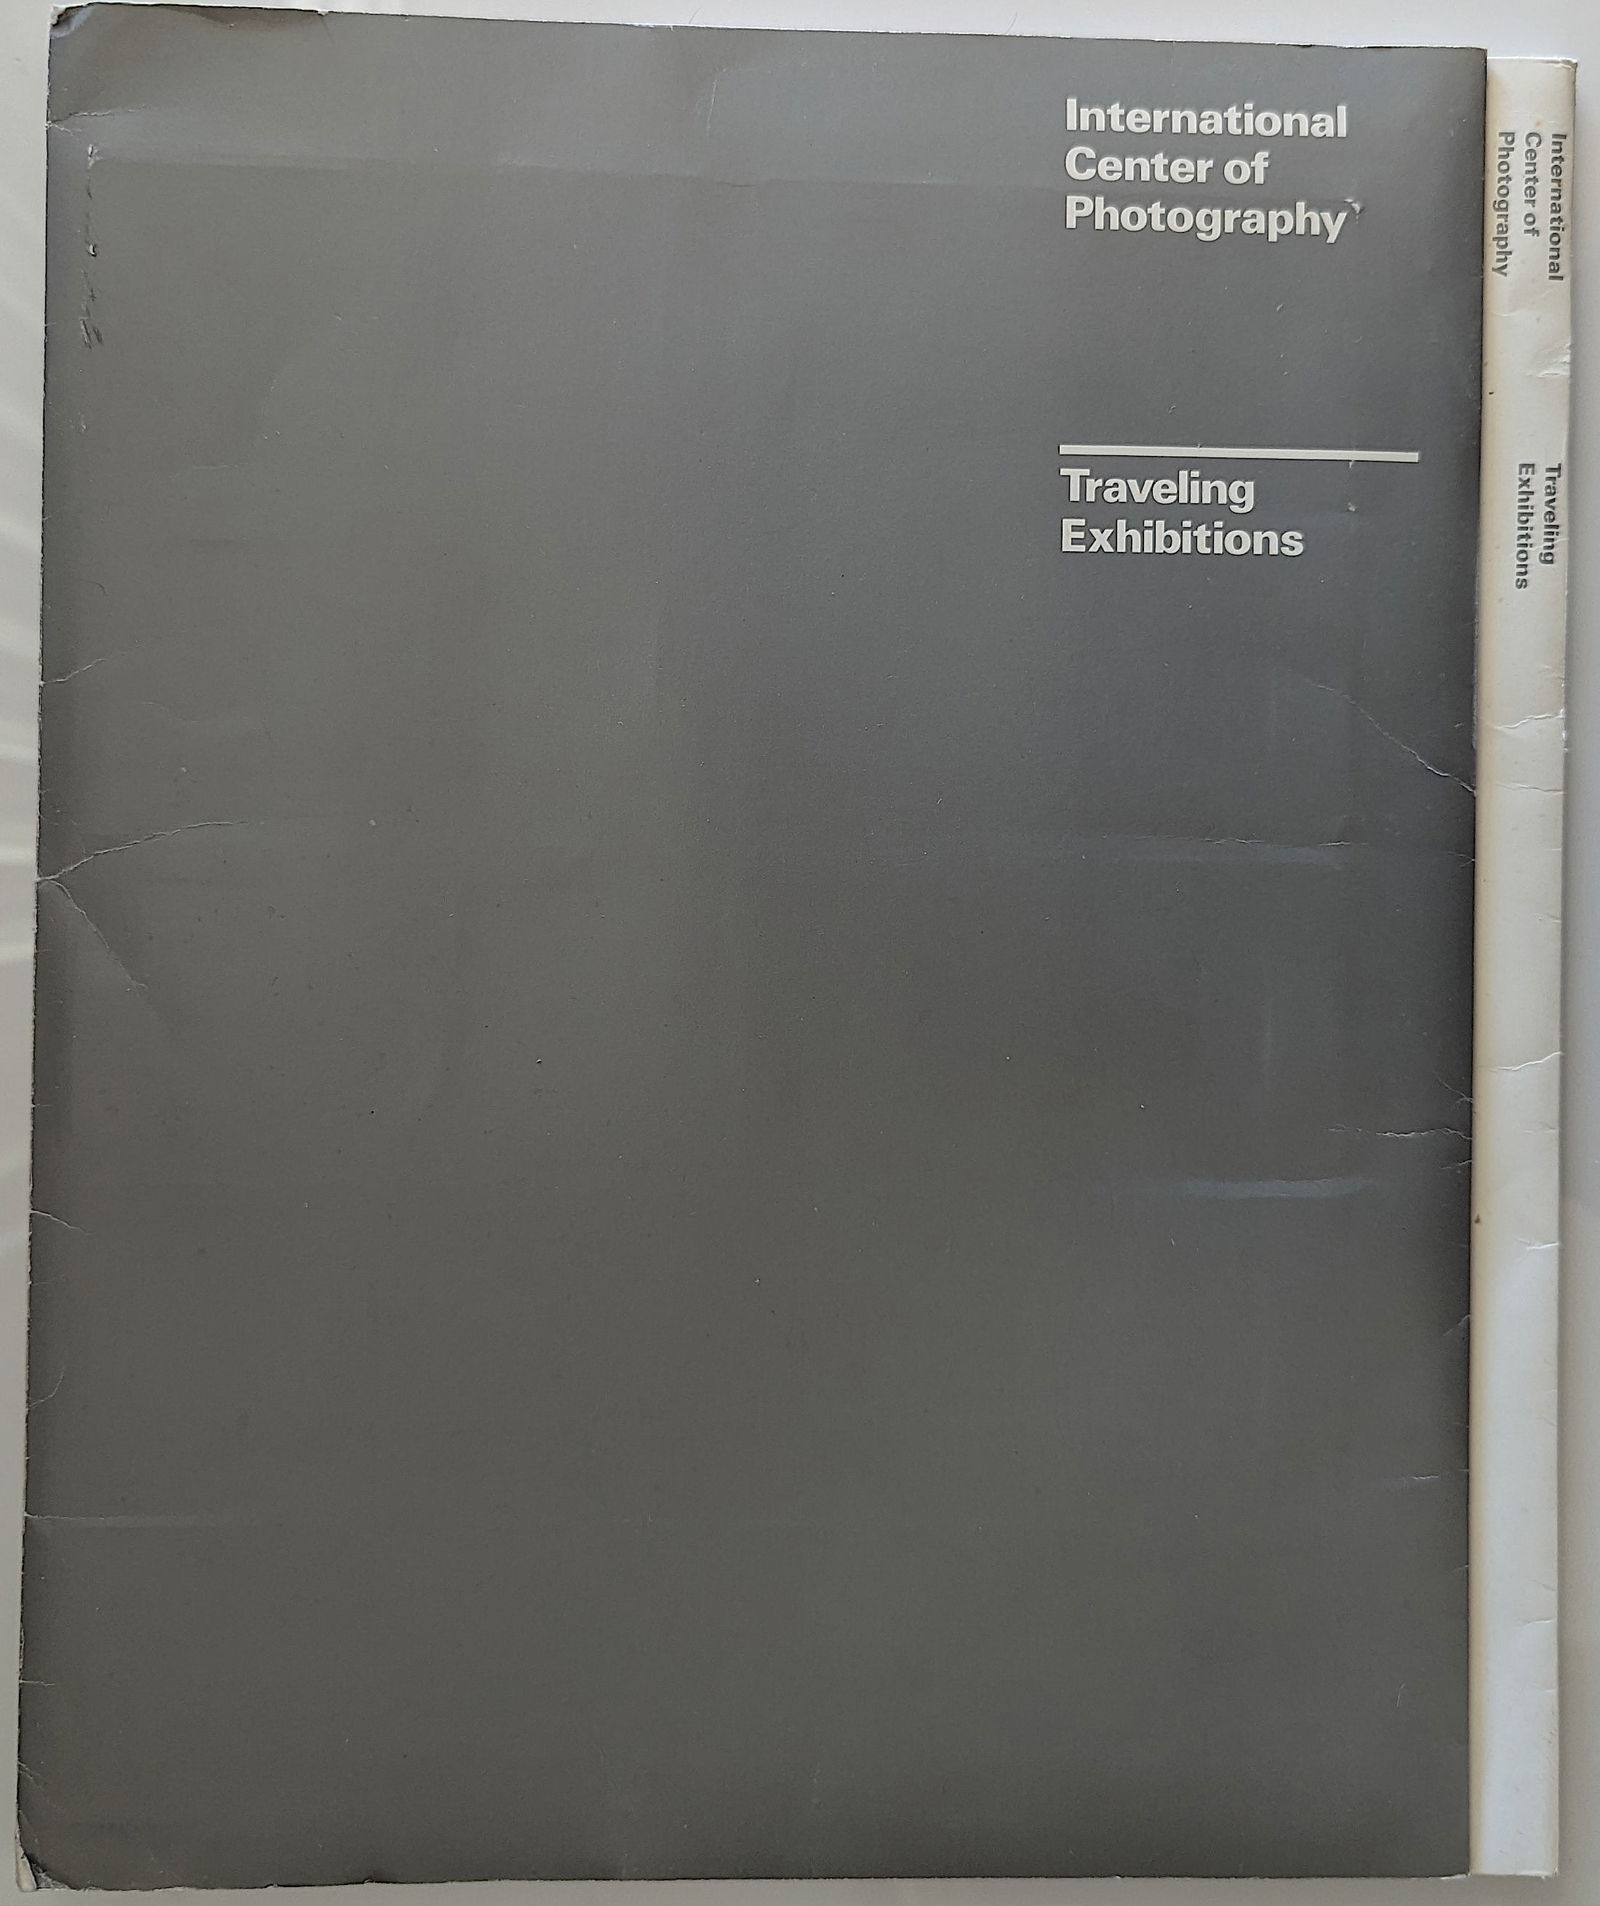 International
Center of
Photography
Traveling
Exhibitions
International
Center of
Photography
Traveling
Exhibitions